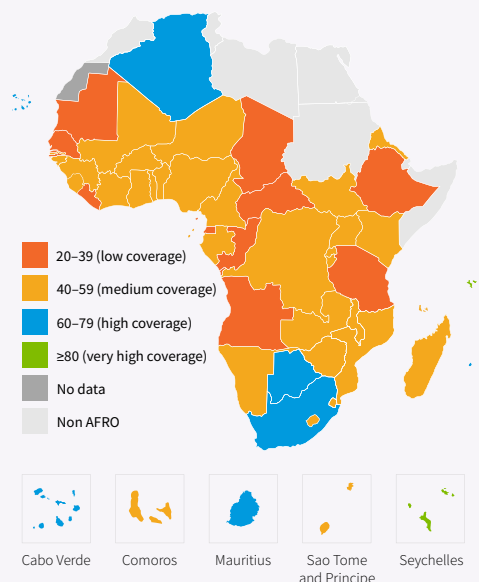 20–39 (low coverage)
40–59 (medium coverage)
60–79 (high coverage)
≥80 (very high coverage)
No data
Non AFRO
Cabo Verde
Comoros
Mauritius
Sao Tome
and Principe
Seychelles